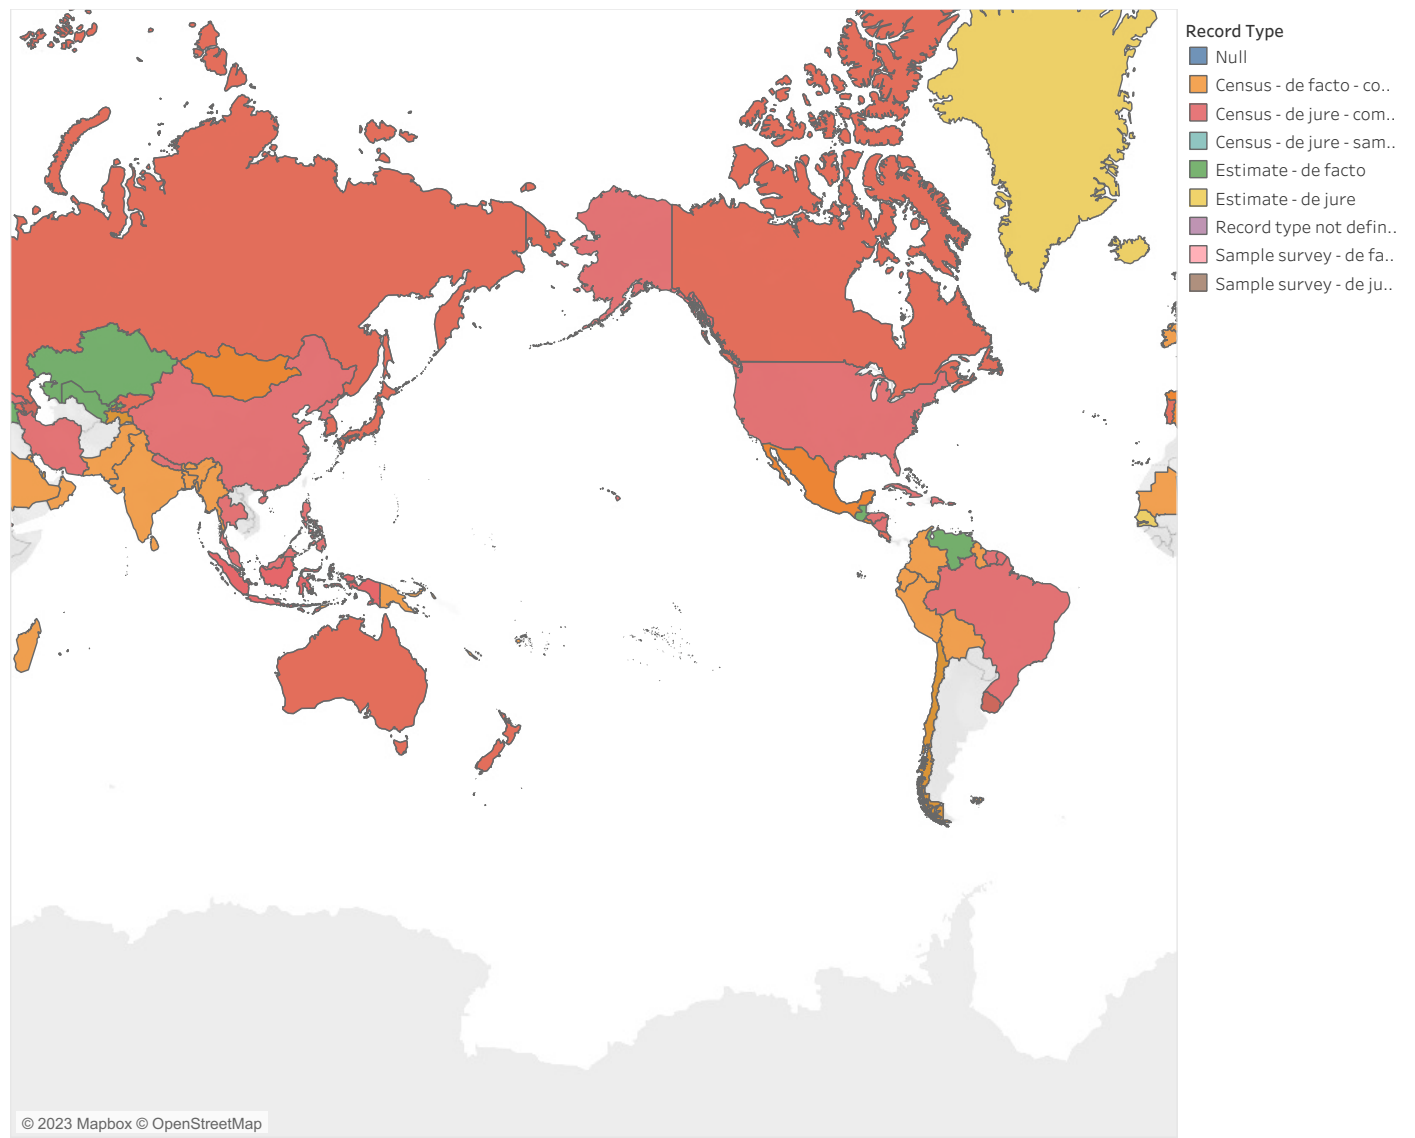 Record Type
Null
Census - de facto - co..
Census - de jure - com..
Census - de jure - sam..
Estimate - de facto
Estimate - de jure
Record type not defin..
Sample survey - de fa..
Sample survey - de ju..
© 2023 Mapbox © OpenStreetMap